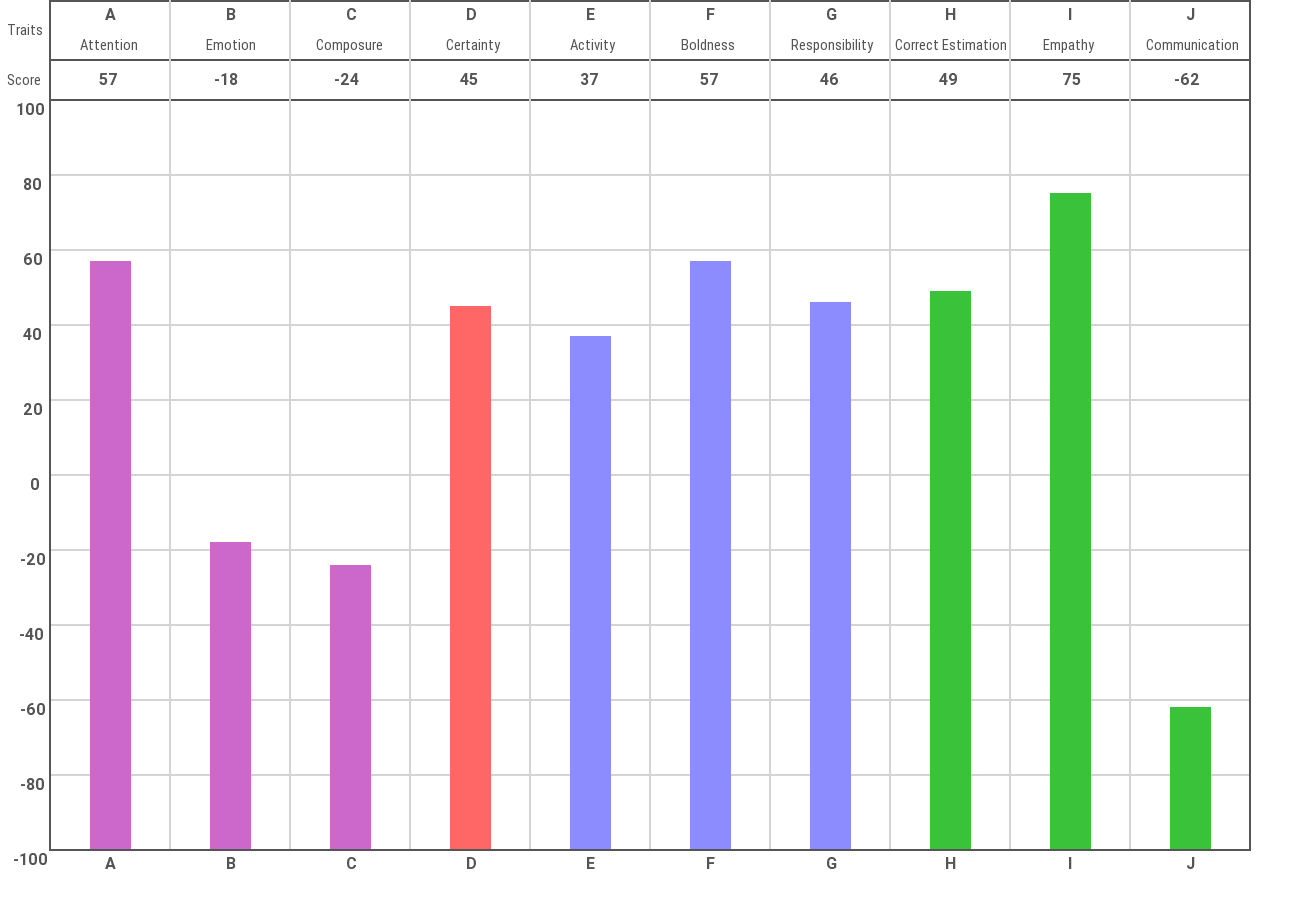 Traits A B C D E F G H I J
Attention Emotion Composure Certainty Activity Boldness Responsibility Correct Estimation Empathy Communication
Score 57 -18 -24 45 37 57 46 49 75 -62
100
80
60
40
20
0
-20
-40
-60
-80
-100
A B C D E F G H I J